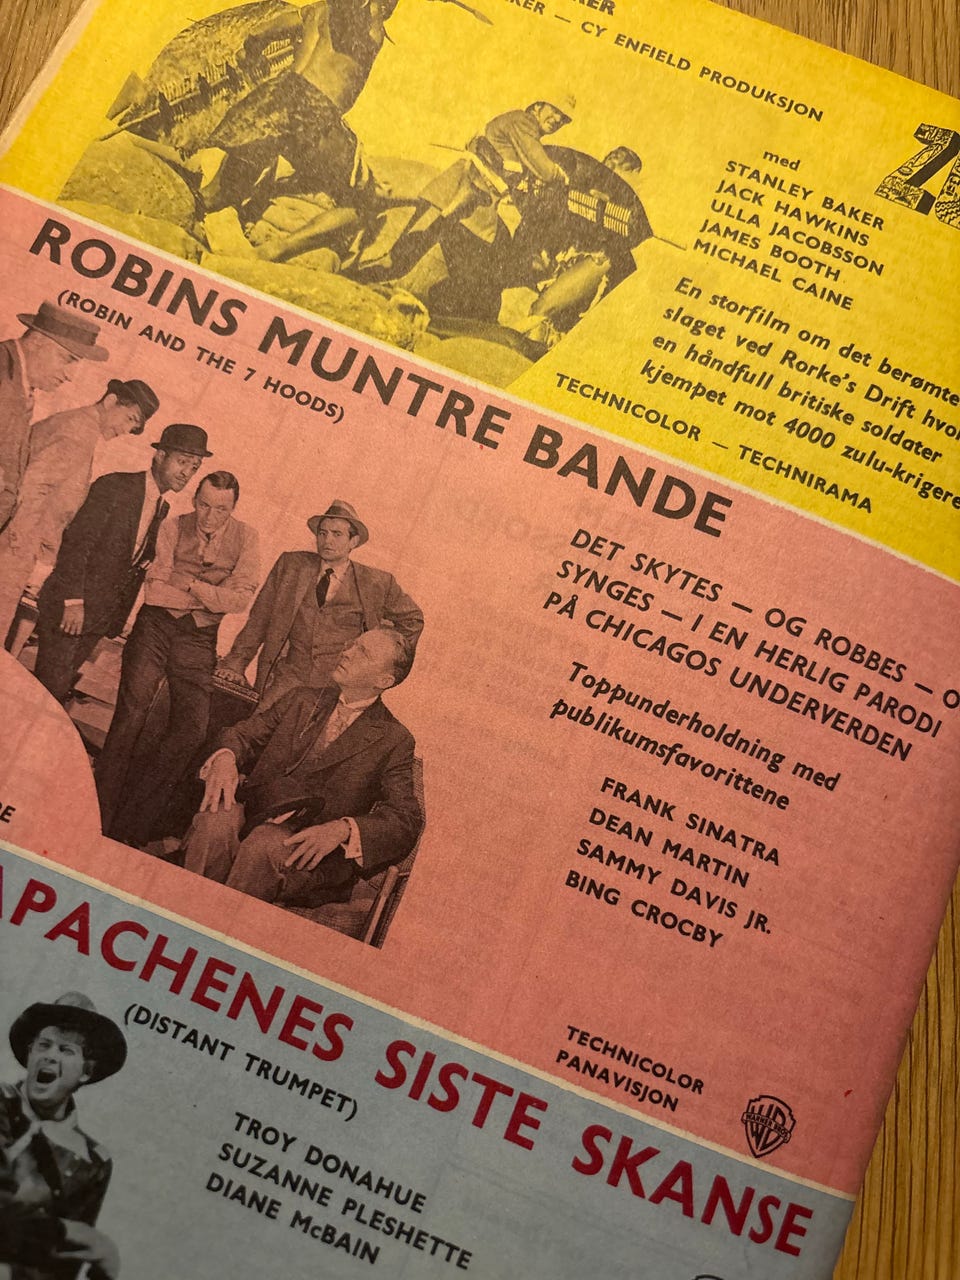 KER — CY ENFIELD PRODUKSJON
med
STANLEY BAKER
JACK HAWKINS
ULLA JACOBSSON
JAMES BOOTH
MICHAEL CAINE
En storfilm om det berømte
slaget ved Rorke's Drift hvor
en håndfull britiske soldater
kjempet mot 4000 zulu-krigere
TECHNICOLOR — TECHNIRAMA
ROBINS MUNTRE BANDE
(ROBIN AND THE 7 HOODS)
DET SKYTES — OG ROBBES — O
SYNGES — I EN HERLIG PARODI
PÅ CHICAGOS UNDERVERDEN
Toppunderholdning med
publikumsfavorittene
FRANK SINATRA
DEAN MARTIN
SAMMY DAVIS JR.
BING CROCBY
TECHNICOLOR
PANAVISJON
WARNER BROS
APACHENES SISTE SKANSE
(DISTANT TRUMPET)
TROY DONAHUE
SUZANNE PLESHETTE
DIANE McBAIN